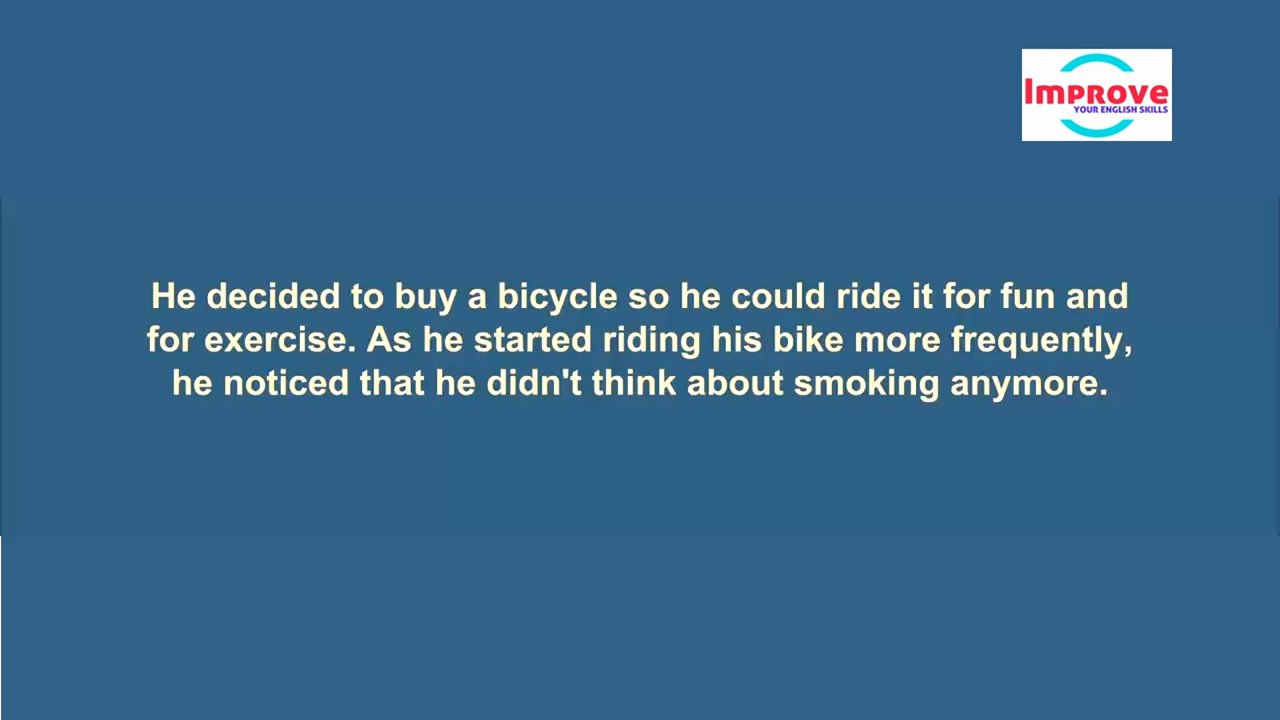 Improve
YOUR ENGLISH SKILLS
He decided to buy a bicycle so he could ride it for fun and
for exercise. As he started riding his bike more frequently,
he noticed that he didn't think about smoking anymore.